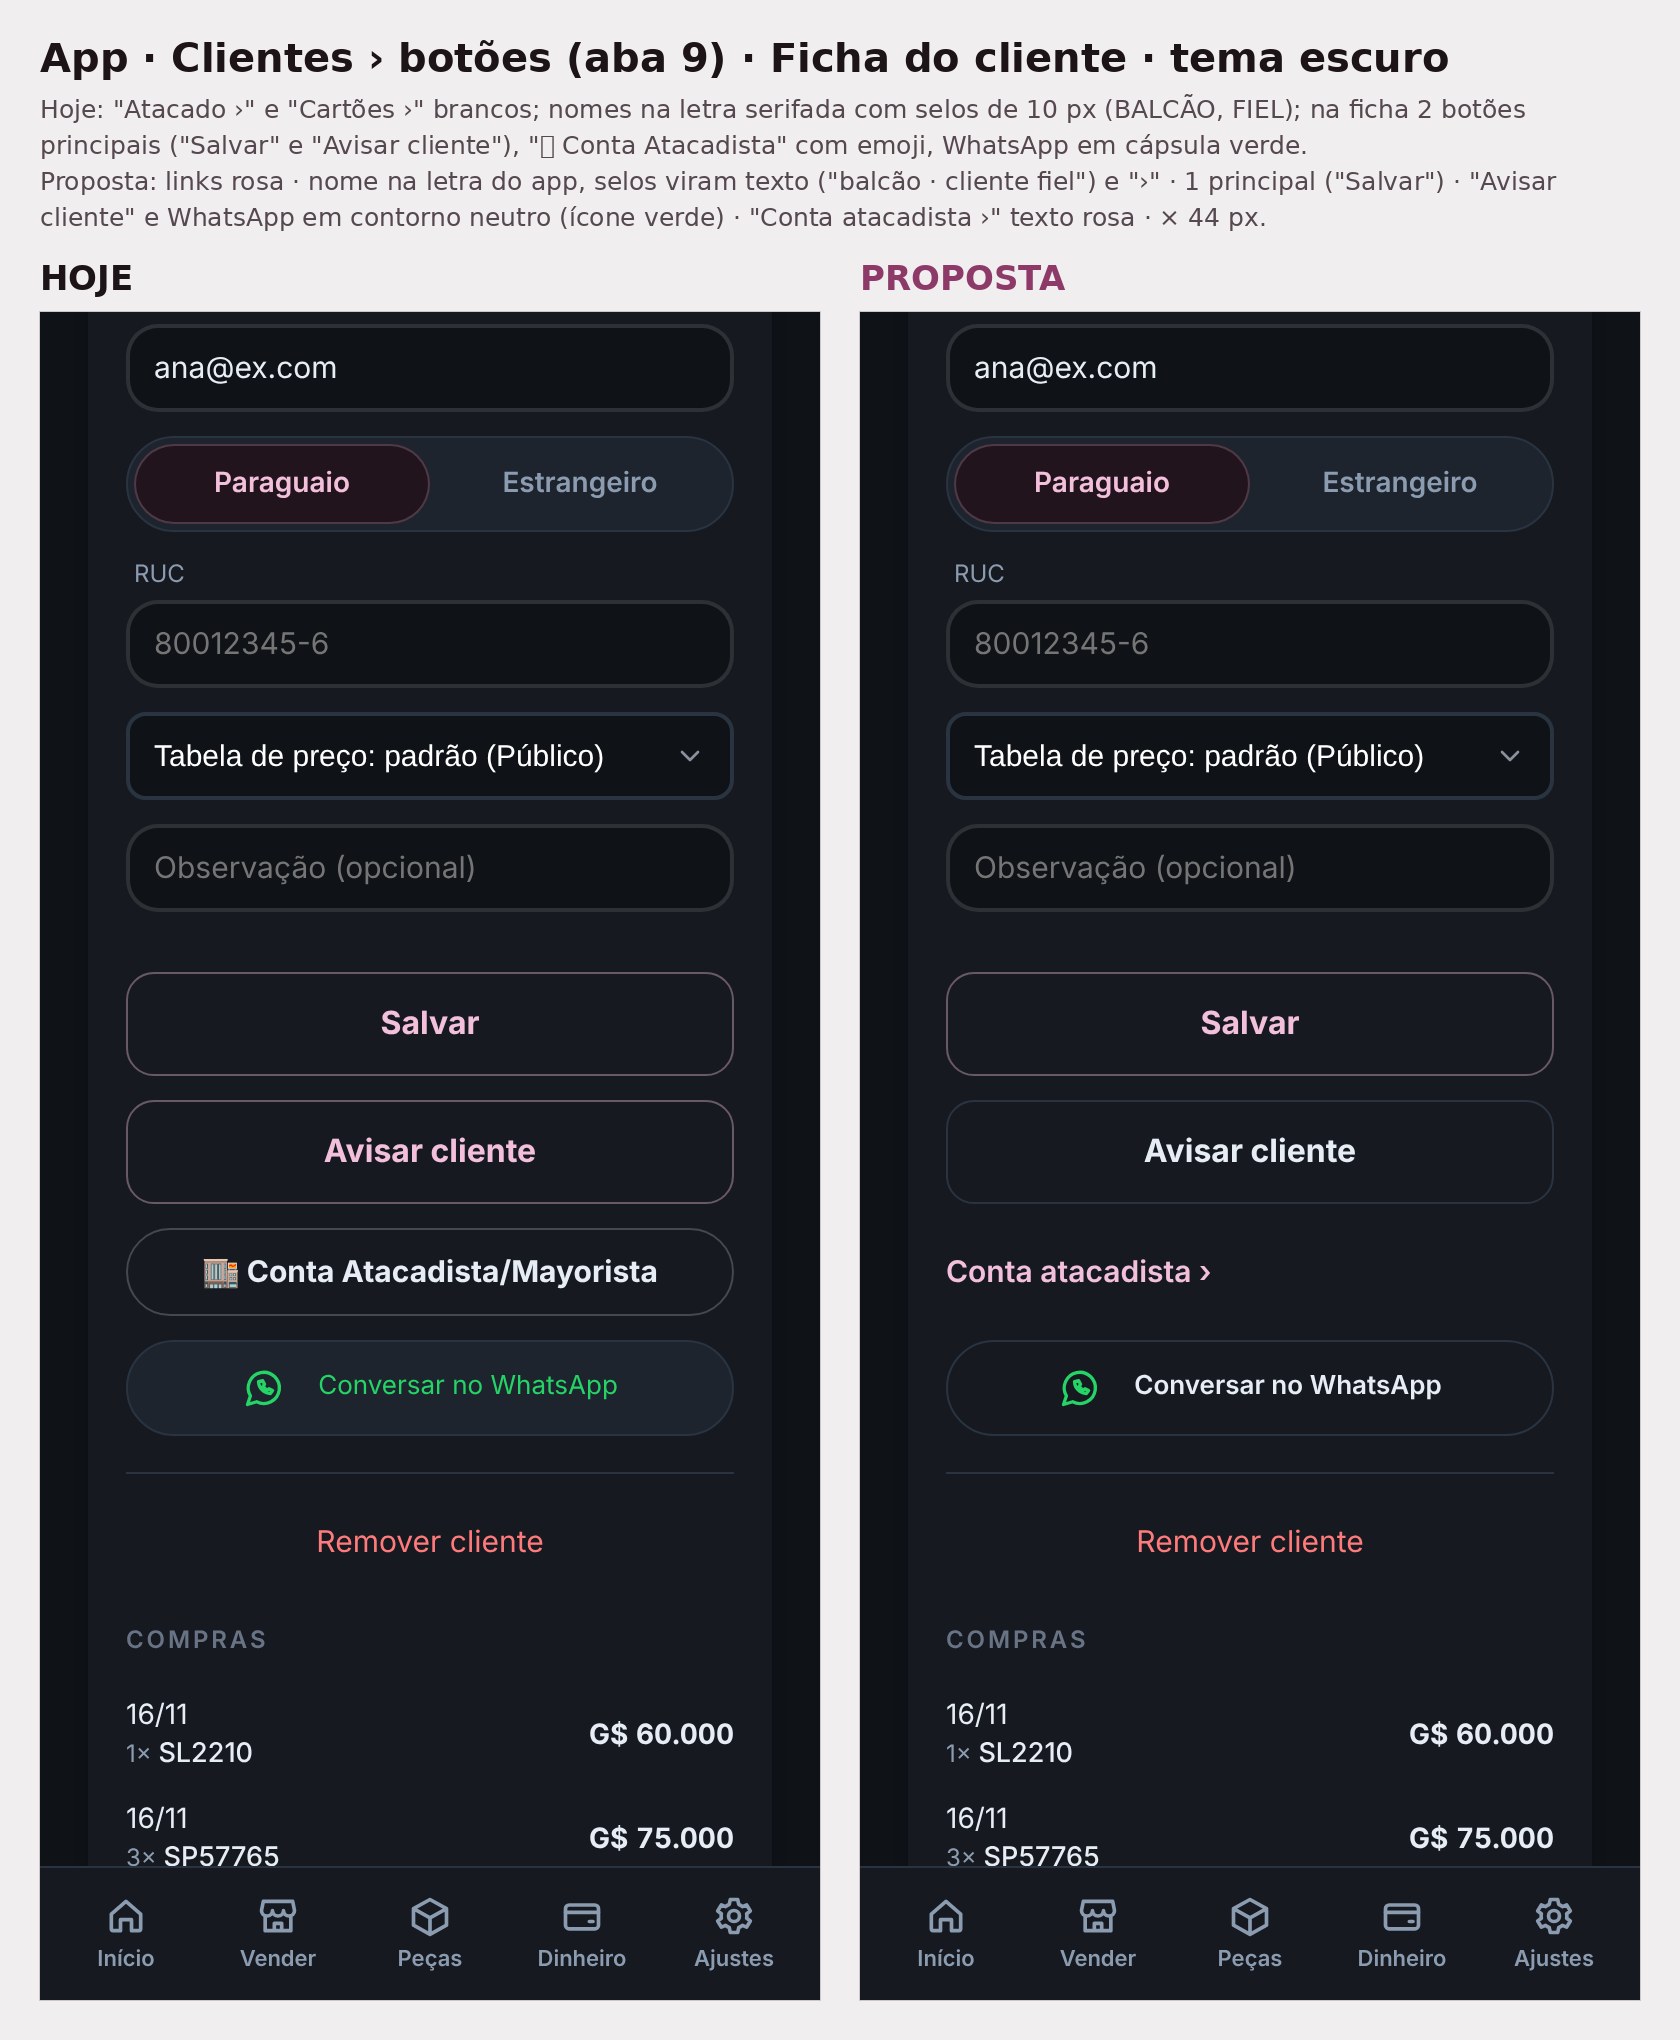 App · Clientes › botões (aba 9) · Ficha do cliente · tema escuro
Hoje: "Atacado ›" e "Cartões ›" brancos; nomes na letra serifada com selos de 10 px (BALCÃO, FIEL); na ficha 2 botões
principais ("Salvar" e "Avisar cliente"), "▯ Conta Atacadista" com emoji, WhatsApp em cápsula verde.
Proposta: links rosa · nome na letra do app, selos viram texto ("balcão · cliente fiel") e "›" · 1 principal ("Salvar") · "Avisar
cliente" e WhatsApp em contorno neutro (ícone verde) · "Conta atacadista ›" texto rosa · × 44 px.
HOJE
ana@ex.com
Paraguaio Estrangeiro
RUC
80012345-6
Tabela de preço: padrão (Público)
Observação (opcional)
Salvar
Avisar cliente
🏬 Conta Atacadista/Mayorista
Conversar no WhatsApp
Remover cliente
COMPRAS
16/11
1× SL2210
G$ 60.000
16/11
3× SP57765
G$ 75.000
Início Vender Peças Dinheiro Ajustes
PROPOSTA
ana@ex.com
Paraguaio Estrangeiro
RUC
80012345-6
Tabela de preço: padrão (Público)
Observação (opcional)
Salvar
Avisar cliente
Conta atacadista ›
Conversar no WhatsApp
Remover cliente
COMPRAS
16/11
1× SL2210
G$ 60.000
16/11
3× SP57765
G$ 75.000
Início Vender Peças Dinheiro Ajustes